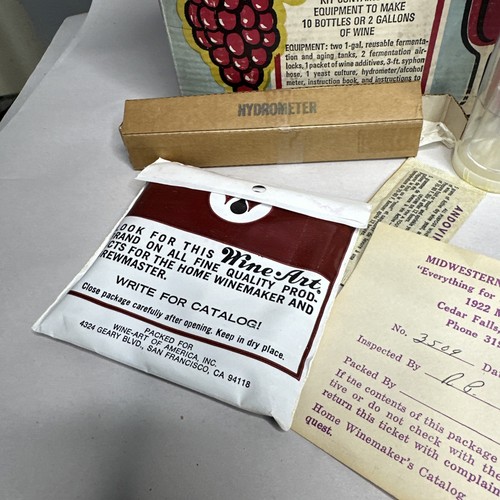 KIT CONTAINS
EQUIPMENT TO MAKE
10 BOTTLES OR 2 GALLONS
OF WINE
EQUIPMENT: two 1-gal. reusable fermenta-
tion and aging tanks, 2 fermentation air-
locks, 1 packet of wine additives, 3-ft. syphon
hose, 1 yeast culture, hydrometer/alcohol
meter, instruction book, and instructions to
HYDROMETER
OOK FOR THIS Wine-Art
RAND ON ALL FINE QUALITY PROD-
CTS FOR THE HOME WINEMAKER AND
REWMASTER.
WRITE FOR CATALOG!
Close package carefully after opening. Keep in dry place.
PACKED FOR
WINE-ART OF AMERICA, INC.
4324 GEARY BLVD., SAN FRANCISCO, CA 94118
ANDOVI
MIDWESTERN
"Everything for
1922 M
Cedar Falls,
Phone 319
No. 3509 Da
Inspected By
Packed By
If the contents of this package
tive or do not check with the
return this ticket with complain
Home Winemaker's Catalog
quest.